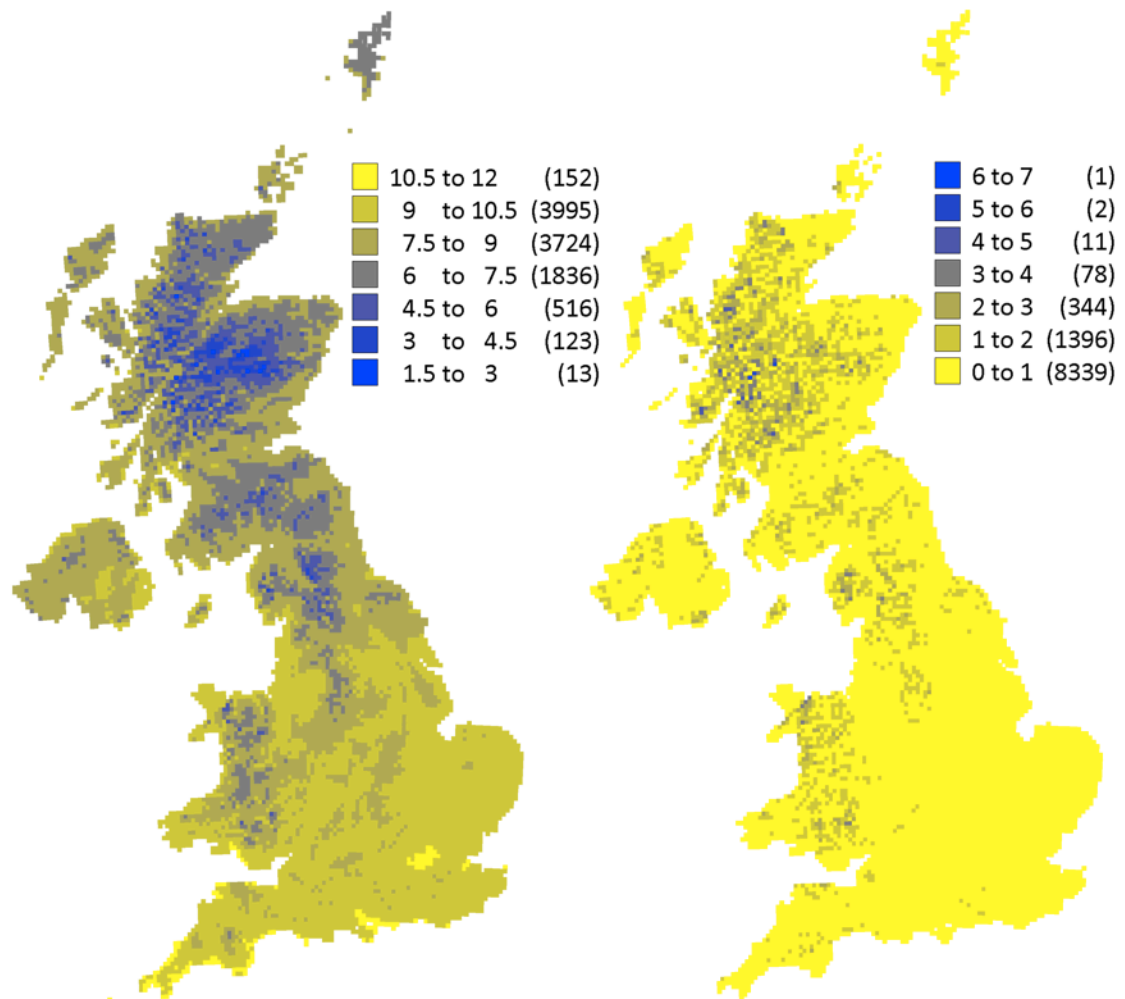 10.5 to 12 (152)
9 to 10.5 (3995)
7.5 to 9 (3724)
6 to 7.5 (1836)
4.5 to 6 (516)
3 to 4.5 (123)
1.5 to 3 (13)
6 to 7 (1)
5 to 6 (2)
4 to 5 (11)
3 to 4 (78)
2 to 3 (344)
1 to 2 (1396)
0 to 1 (8339)